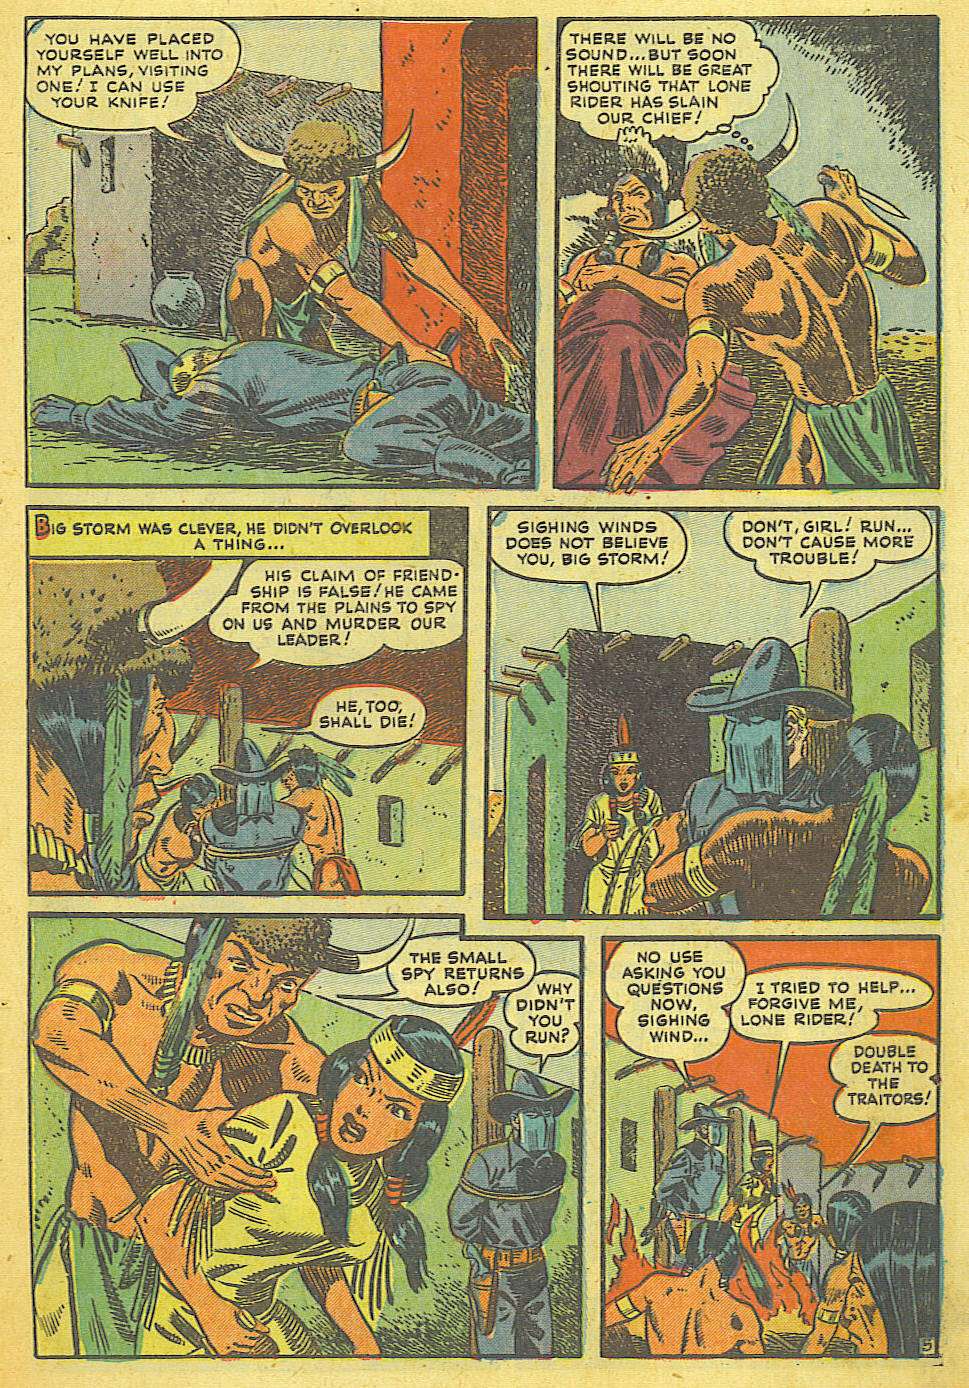 YOU HAVE PLACED
YOURSELF WELL INTO
MY PLANS, VISITING
ONE! I CAN USE
YOUR KNIFE!
THERE WILL BE NO
SOUND... BUT SOON
THERE WILL BE GREAT
SHOUTING THAT LONE
RIDER HAS SLAIN
OUR CHIEF!
BIG STORM WAS CLEVER, HE DIDN'T OVERLOOK
A THING...
HIS CLAIM OF FRIEND-
SHIP IS FALSE! HE CAME
FROM THE PLAINS TO SPY
ON US AND MURDER OUR
LEADER!
HE, TOO,
SHALL DIE!
SIGHING WINDS
DOES NOT BELIEVE
YOU, BIG STORM!
DON'T, GIRL! RUN...
DON'T CAUSE MORE
TROUBLE!
THE SMALL
SPY RETURNS
ALSO!
WHY
DIDN'T
YOU
RUN?
NO USE
ASKING YOU
QUESTIONS
NOW,
SIGHING
WIND...
I TRIED TO HELP...
FORGIVE ME,
LONE RIDER!
DOUBLE
DEATH TO
THE
TRAITORS!
5